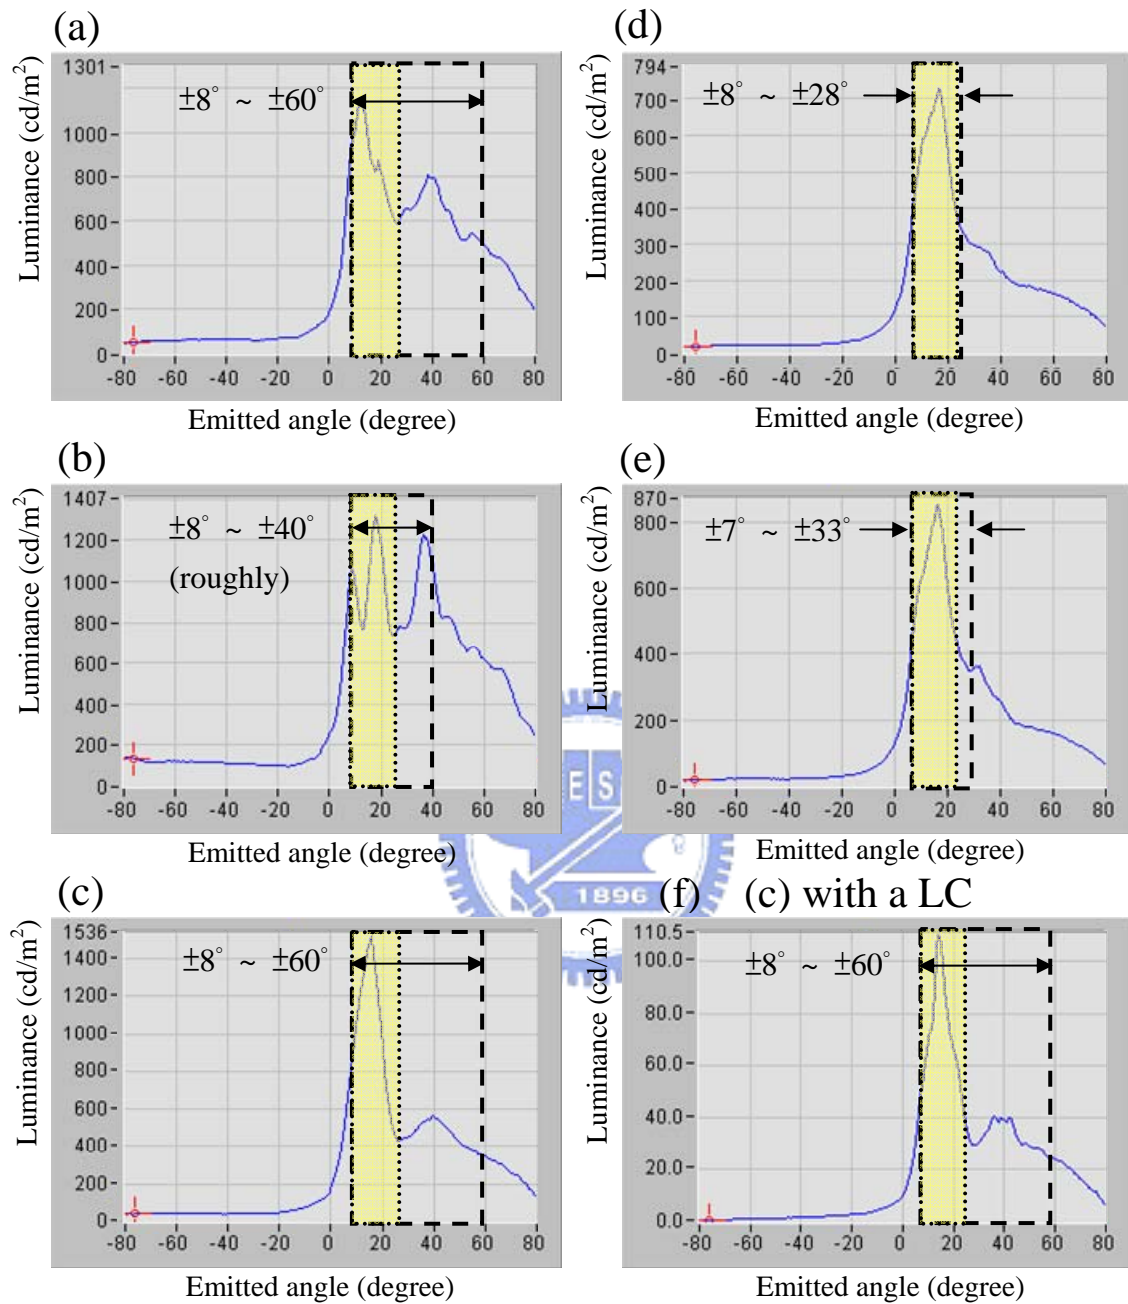 (a)
Luminance (cd/m²)
1301
1000
800
600
400
200
0
±8° ~ ±60°
-80 -60 -40 -20 0 20 40 60 80
Emitted angle (degree)
(d)
Luminance (cd/m²)
794
700
600
500
400
300
200
100
0
±8° ~ ±28°
-80 -60 -40 -20 0 20 40 60 80
Emitted angle (degree)
(b)
Luminance (cd/m²)
1407
1200
1000
800
600
400
200
0
±8° ~ ±40°
(roughly)
-80 -60 -40 -20 0 20 40 60 80
Emitted angle (degree)
(e)
Luminance (cd/m²)
870
800
600
400
200
0
±7° ~ ±33°
-80 -60 -40 -20 0 20 40 60 80
Emitted angle (degree)
E S
1896
(c)
Luminance (cd/m²)
1536
1400
1200
1000
800
600
400
200
0
±8° ~ ±60°
-80 -60 -40 -20 0 20 40 60 80
Emitted angle (degree)
(f) (c) with a LC
Luminance (cd/m²)
110.5
100.0
80.0
60.0
40.0
20.0
0.0
±8° ~ ±60°
-80 -60 -40 -20 0 20 40 60 80
Emitted angle (degree)